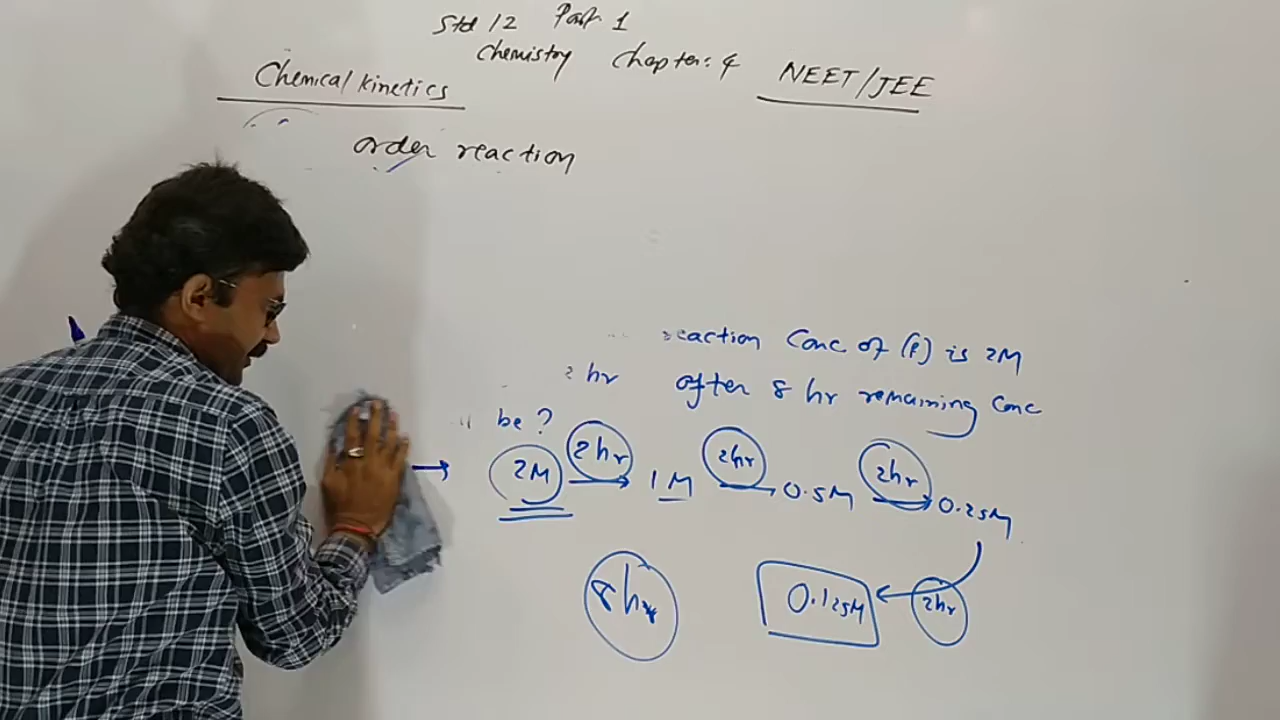 Std 12 Part 1
Chemistry Chapter: 4
NEET/JEE
Chemical kinetics
order reaction
reaction Conc of (P) is 2M
2 hr after 8 hr remaining Conc
be?
2M 2hr 1M 2hr 0.5M 2hr 0.25M
8hr 0.125M 2hr